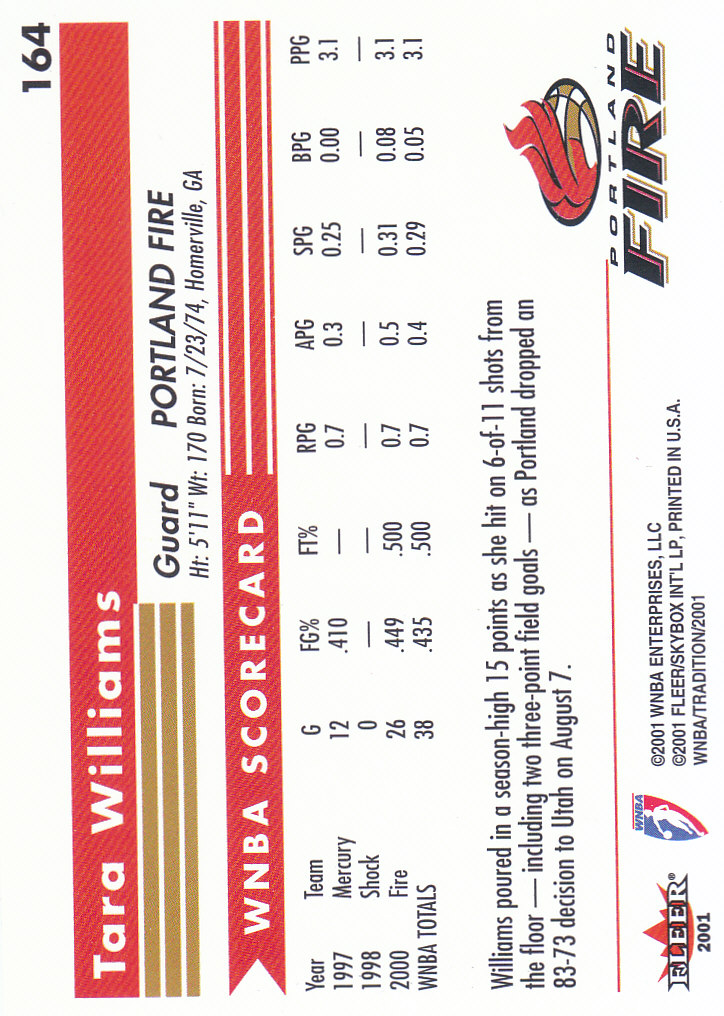 164
Tara Williams
Guard PORTLAND FIRE
Ht: 5'11" Wt: 170 Born: 7/23/74, Homerville, GA
WNBA SCORECARD
Year Team G FG% FT% RPG APG SPG BPG PPG
1997 Mercury 12 .410 — 0.7 0.3 0.25 0.00 3.1
1998 Shock 0 — — — — — — —
2000 Fire 26 .449 .500 0.7 0.5 0.31 0.08 3.1
WNBA TOTALS 38 .435 .500 0.7 0.4 0.29 0.05 3.1
Williams poured in a season-high 15 points as she hit on 6-of-11 shots from
the floor — including two three-point field goals — as Portland dropped an
83-73 decision to Utah on August 7.
PORTLAND
FIRE
FLEER®
2001
WNBA
©2001 WNBA ENTERPRISES, LLC
©2001 FLEER/SKYBOX INT'L LP, PRINTED IN U.S.A.
WNBA/TRADITION/2001